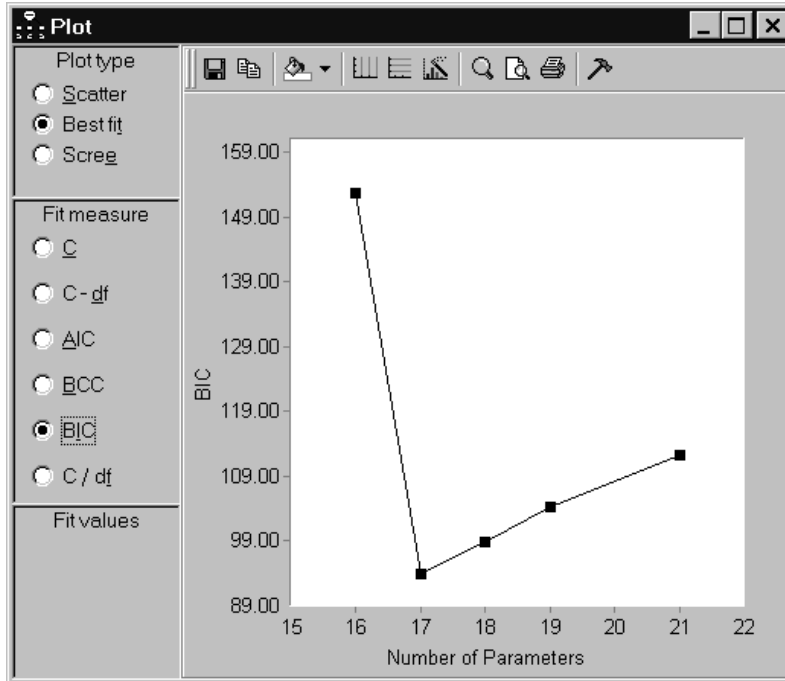 Plot
Plot type
Scatter
Best fit
Scree
Fit measure
C
C - df
AIC
BCC
BIC
C / df
Fit values
BIC
159.00
149.00
139.00
129.00
119.00
109.00
99.00
89.00
15 16 17 18 19 20 21 22
Number of Parameters